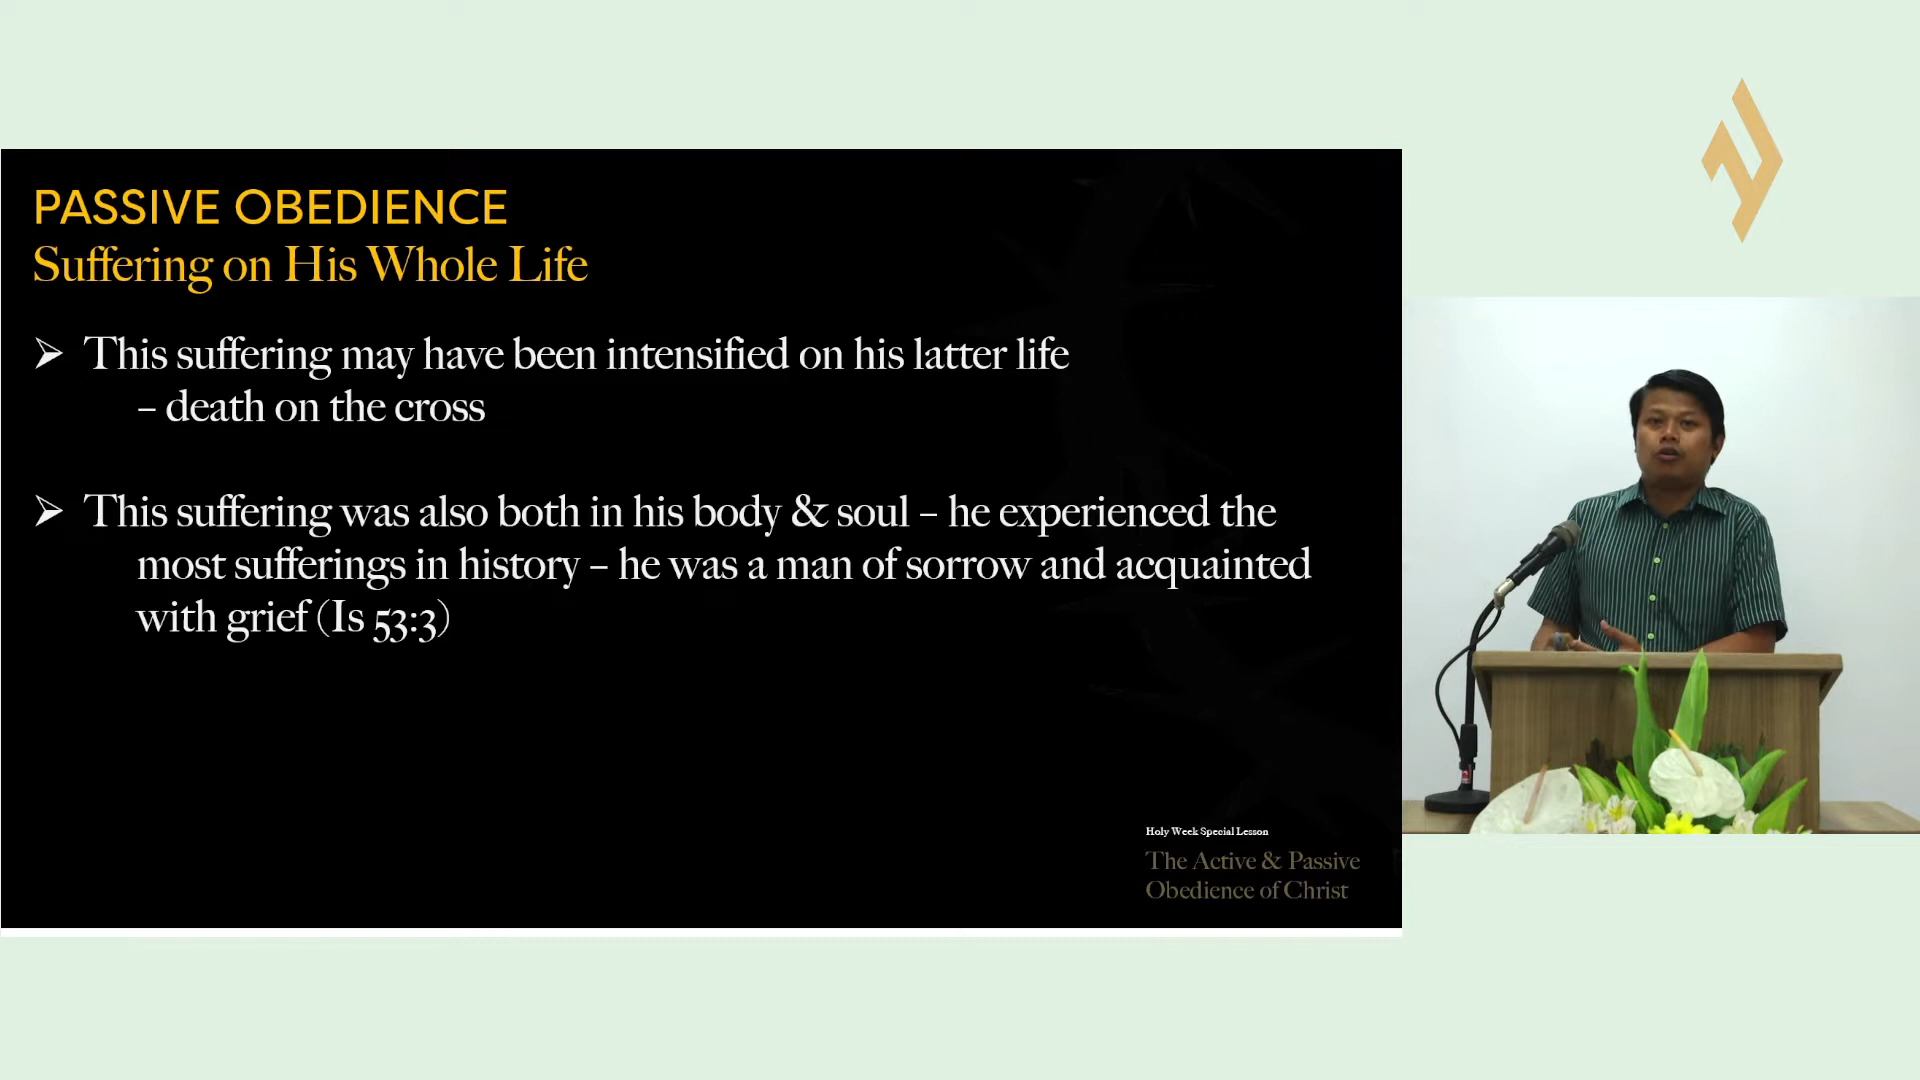 PASSIVE OBEDIENCE
Suffering on His Whole Life
➢ This suffering may have been intensified on his latter life
– death on the cross
➢ This suffering was also both in his body & soul – he experienced the
most sufferings in history – he was a man of sorrow and acquainted
with grief (Is 53:3)
Holy Week Special Lesson
The Active & Passive
Obedience of Christ